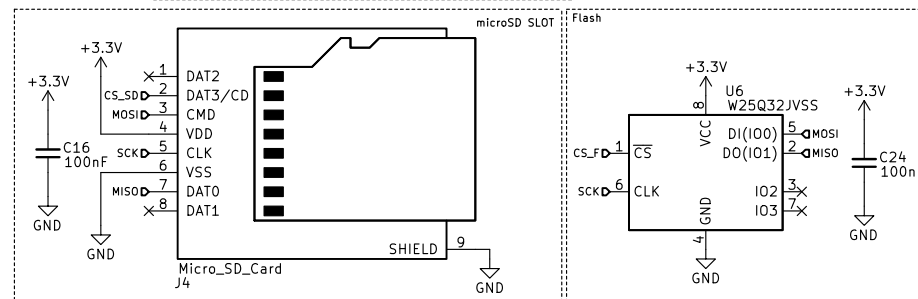 microSD SLOT
+3.3V
+3.3V
C16
100nF
GND
GND
1 DAT2
CS_SD 2 DAT3/CD
MOSI 3 CMD
4 VDD
SCK 5 CLK
6 VSS
MISO 7 DAT0
8 DAT1
SHIELD 9
GND
Micro_SD_Card
J4
Flash
+3.3V
U6
W25Q32JVSS
8
VCC
CS_F 1 CS
SCK 6 CLK
DI(IO0) 5 MOSI
DO(IO1) 2 MISO
IO2 3
IO3 7
GND
4
GND
+3.3V
C24
100n
GND